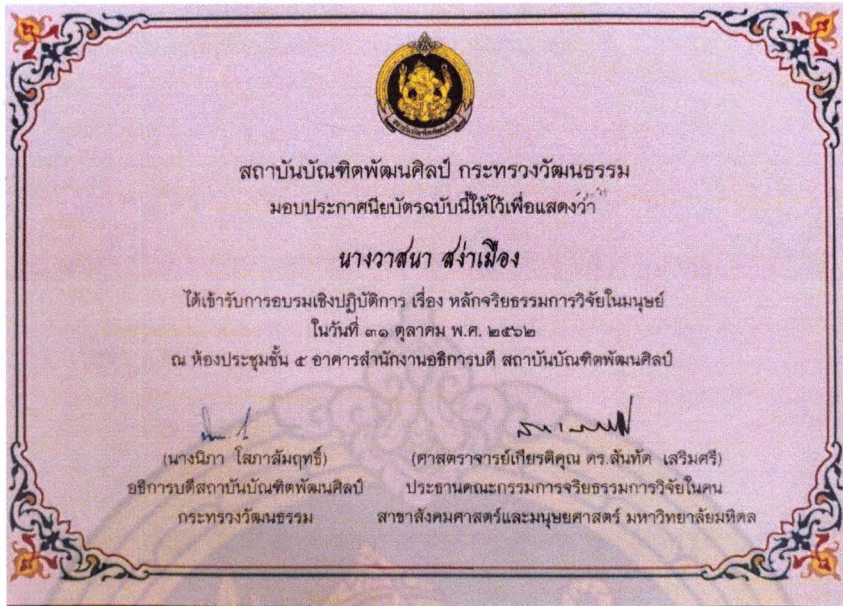 สถาบันบัณฑิตพัฒนศิลป์
สถาบันบัณฑิตพัฒนศิลป์ กระทรวงวัฒนธรรม
มอบประกาศนียบัตรฉบับนี้ให้ไว้เพื่อแสดงว่า
นางวาสนา สง่าเมือง
ได้เข้ารับการอบรมเชิงปฏิบัติการ เรื่อง หลักจริยธรรมการวิจัยในมนุษย์
ในวันที่ ๓๑ ตุลาคม พ.ศ. ๒๕๖๒
ณ ห้องประชุมชั้น ๕ อาคารสำนักงานอธิการบดี สถาบันบัณฑิตพัฒนศิลป์
(นางนิภา โสภาสัมฤทธิ์) (ศาสตราจารย์เกียรติคุณ ดร.สันทัด เสริมศรี)
อธิการบดีสถาบันบัณฑิตพัฒนศิลป์ ประธานคณะกรรมการจริยธรรมการวิจัยในคน
กระทรวงวัฒนธรรม สาขาสังคมศาสตร์และมนุษยศาสตร์ มหาวิทยาลัยมหิดล